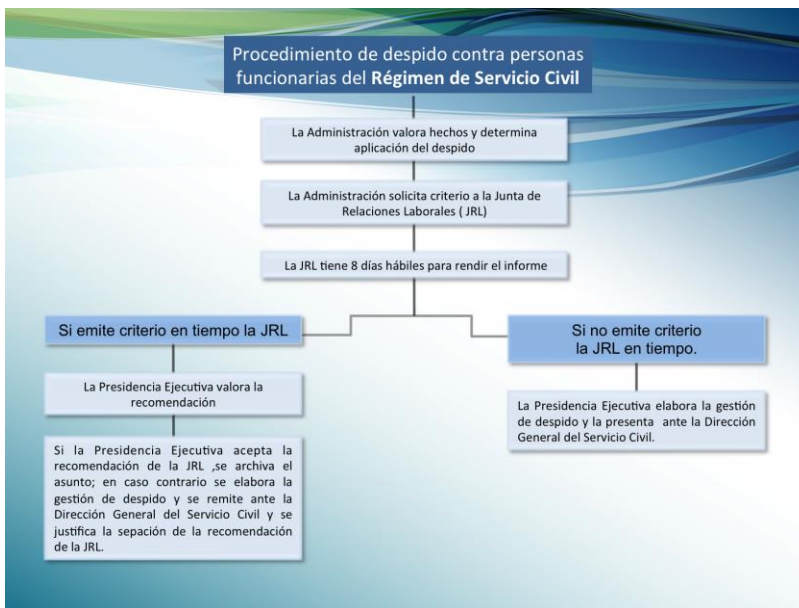 Procedimiento de despido contra personas
funcionarias del Régimen de Servicio Civil
La Administración valora hechos y determina
aplicación del despido
La Administración solicita criterio a la Junta de
Relaciones Laborales ( JRL)
La JRL tiene 8 días hábiles para rendir el informe
Si emite criterio en tiempo la JRL
La Presidencia Ejecutiva valora la
recomendación
Si la Presidencia Ejecutiva acepta la
recomendación de la JRL ,se archiva el
asunto; en caso contrario se elabora la
gestión de despido y se remite ante la
Dirección General del Servicio Civil y se
justifica la sepación de la recomendación
de la JRL.
Si no emite criterio
la JRL en tiempo.
La Presidencia Ejecutiva elabora la gestión
de despido y la presenta ante la Dirección
General del Servicio Civil.